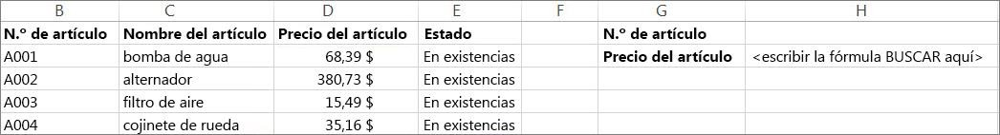 B C D E F G H
N.º de artículo Nombre del artículo Precio del artículo Estado N.º de artículo
A001 bomba de agua 68,39 $ En existencias Precio del artículo <escribir la fórmula BUSCAR aquí>
A002 alternador 380,73 $ En existencias
A003 filtro de aire 15,49 $ En existencias
A004 cojinete de rueda 35,16 $ En existencias